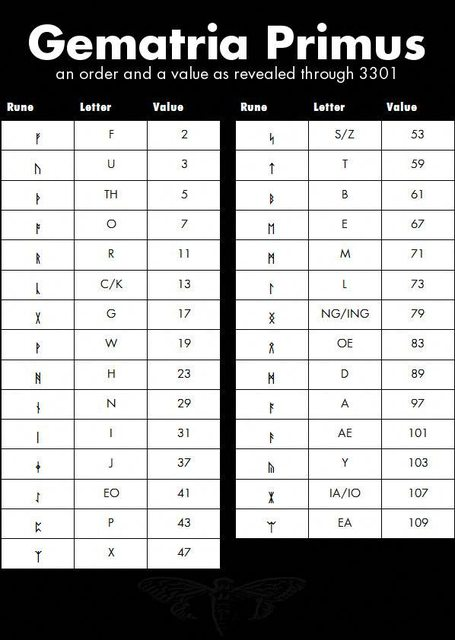 Gematria Primus
an order and a value as revealed through 3301
Rune Letter Value
ᚠ F 2
ᚢ U 3
ᚦ TH 5
ᚩ O 7
ᚱ R 11
ᚳ C/K 13
ᚷ G 17
ᚹ W 19
ᚻ H 23
ᚾ N 29
ᛁ I 31
ᛄ J 37
ᛇ EO 41
ᛈ P 43
ᛉ X 47
Rune Letter Value
ᛋ S/Z 53
ᛏ T 59
ᛒ B 61
ᛖ E 67
ᛗ M 71
ᛚ L 73
ᛝ NG/ING 79
ᛟ OE 83
ᛞ D 89
ᚪ A 97
ᚫ AE 101
ᚣ Y 103
ᛡ IA/IO 107
ᛠ EA 109